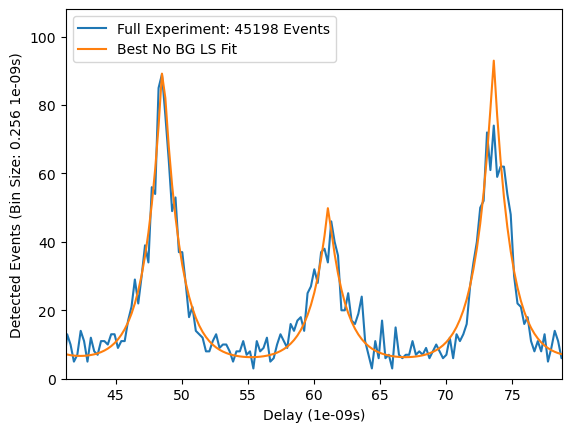 Full Experiment: 45198 Events
Best No BG LS Fit
Detected Events (Bin Size: 0.256 1e-09s)
100
80
60
40
20
0
45 50 55 60 65 70 75
Delay (1e-09s)